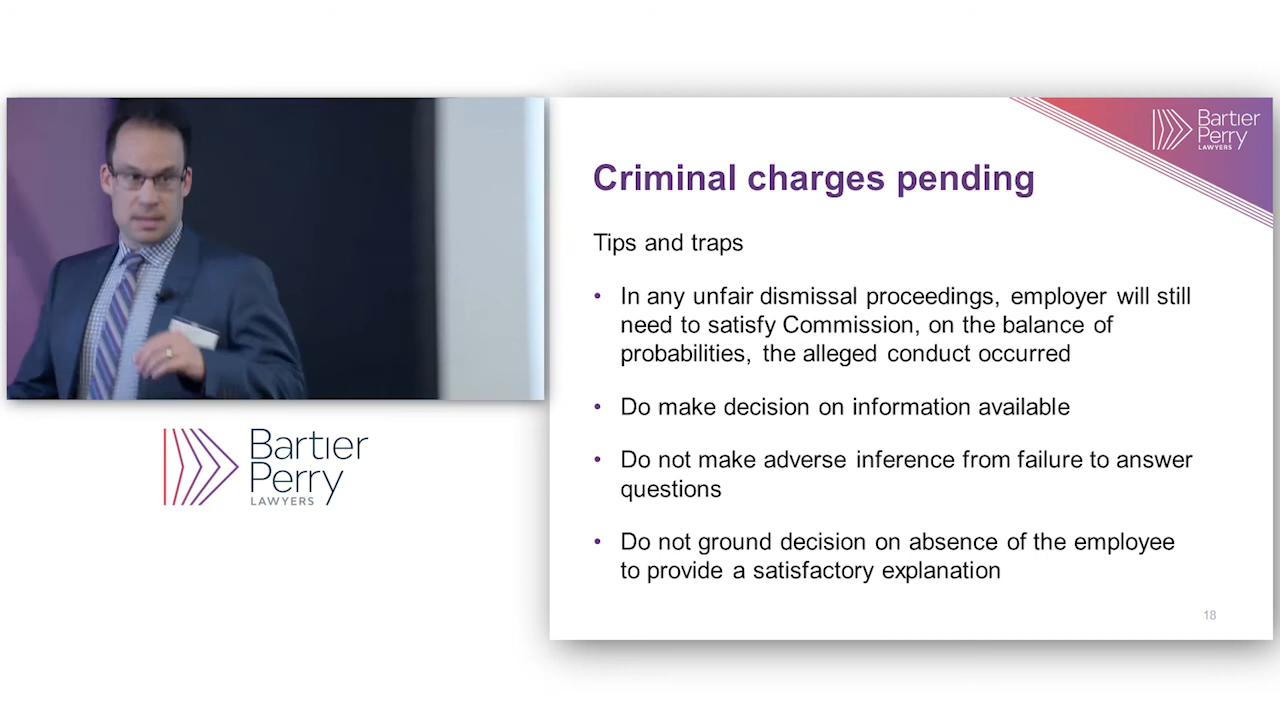 Bartier
Perry
LAWYERS
Criminal charges pending
Tips and traps
• In any unfair dismissal proceedings, employer will still
need to satisfy Commission, on the balance of
probabilities, the alleged conduct occurred
• Do make decision on information available
• Do not make adverse inference from failure to answer
questions
• Do not ground decision on absence of the employee
to provide a satisfactory explanation
18
Bartier
Perry
LAWYERS